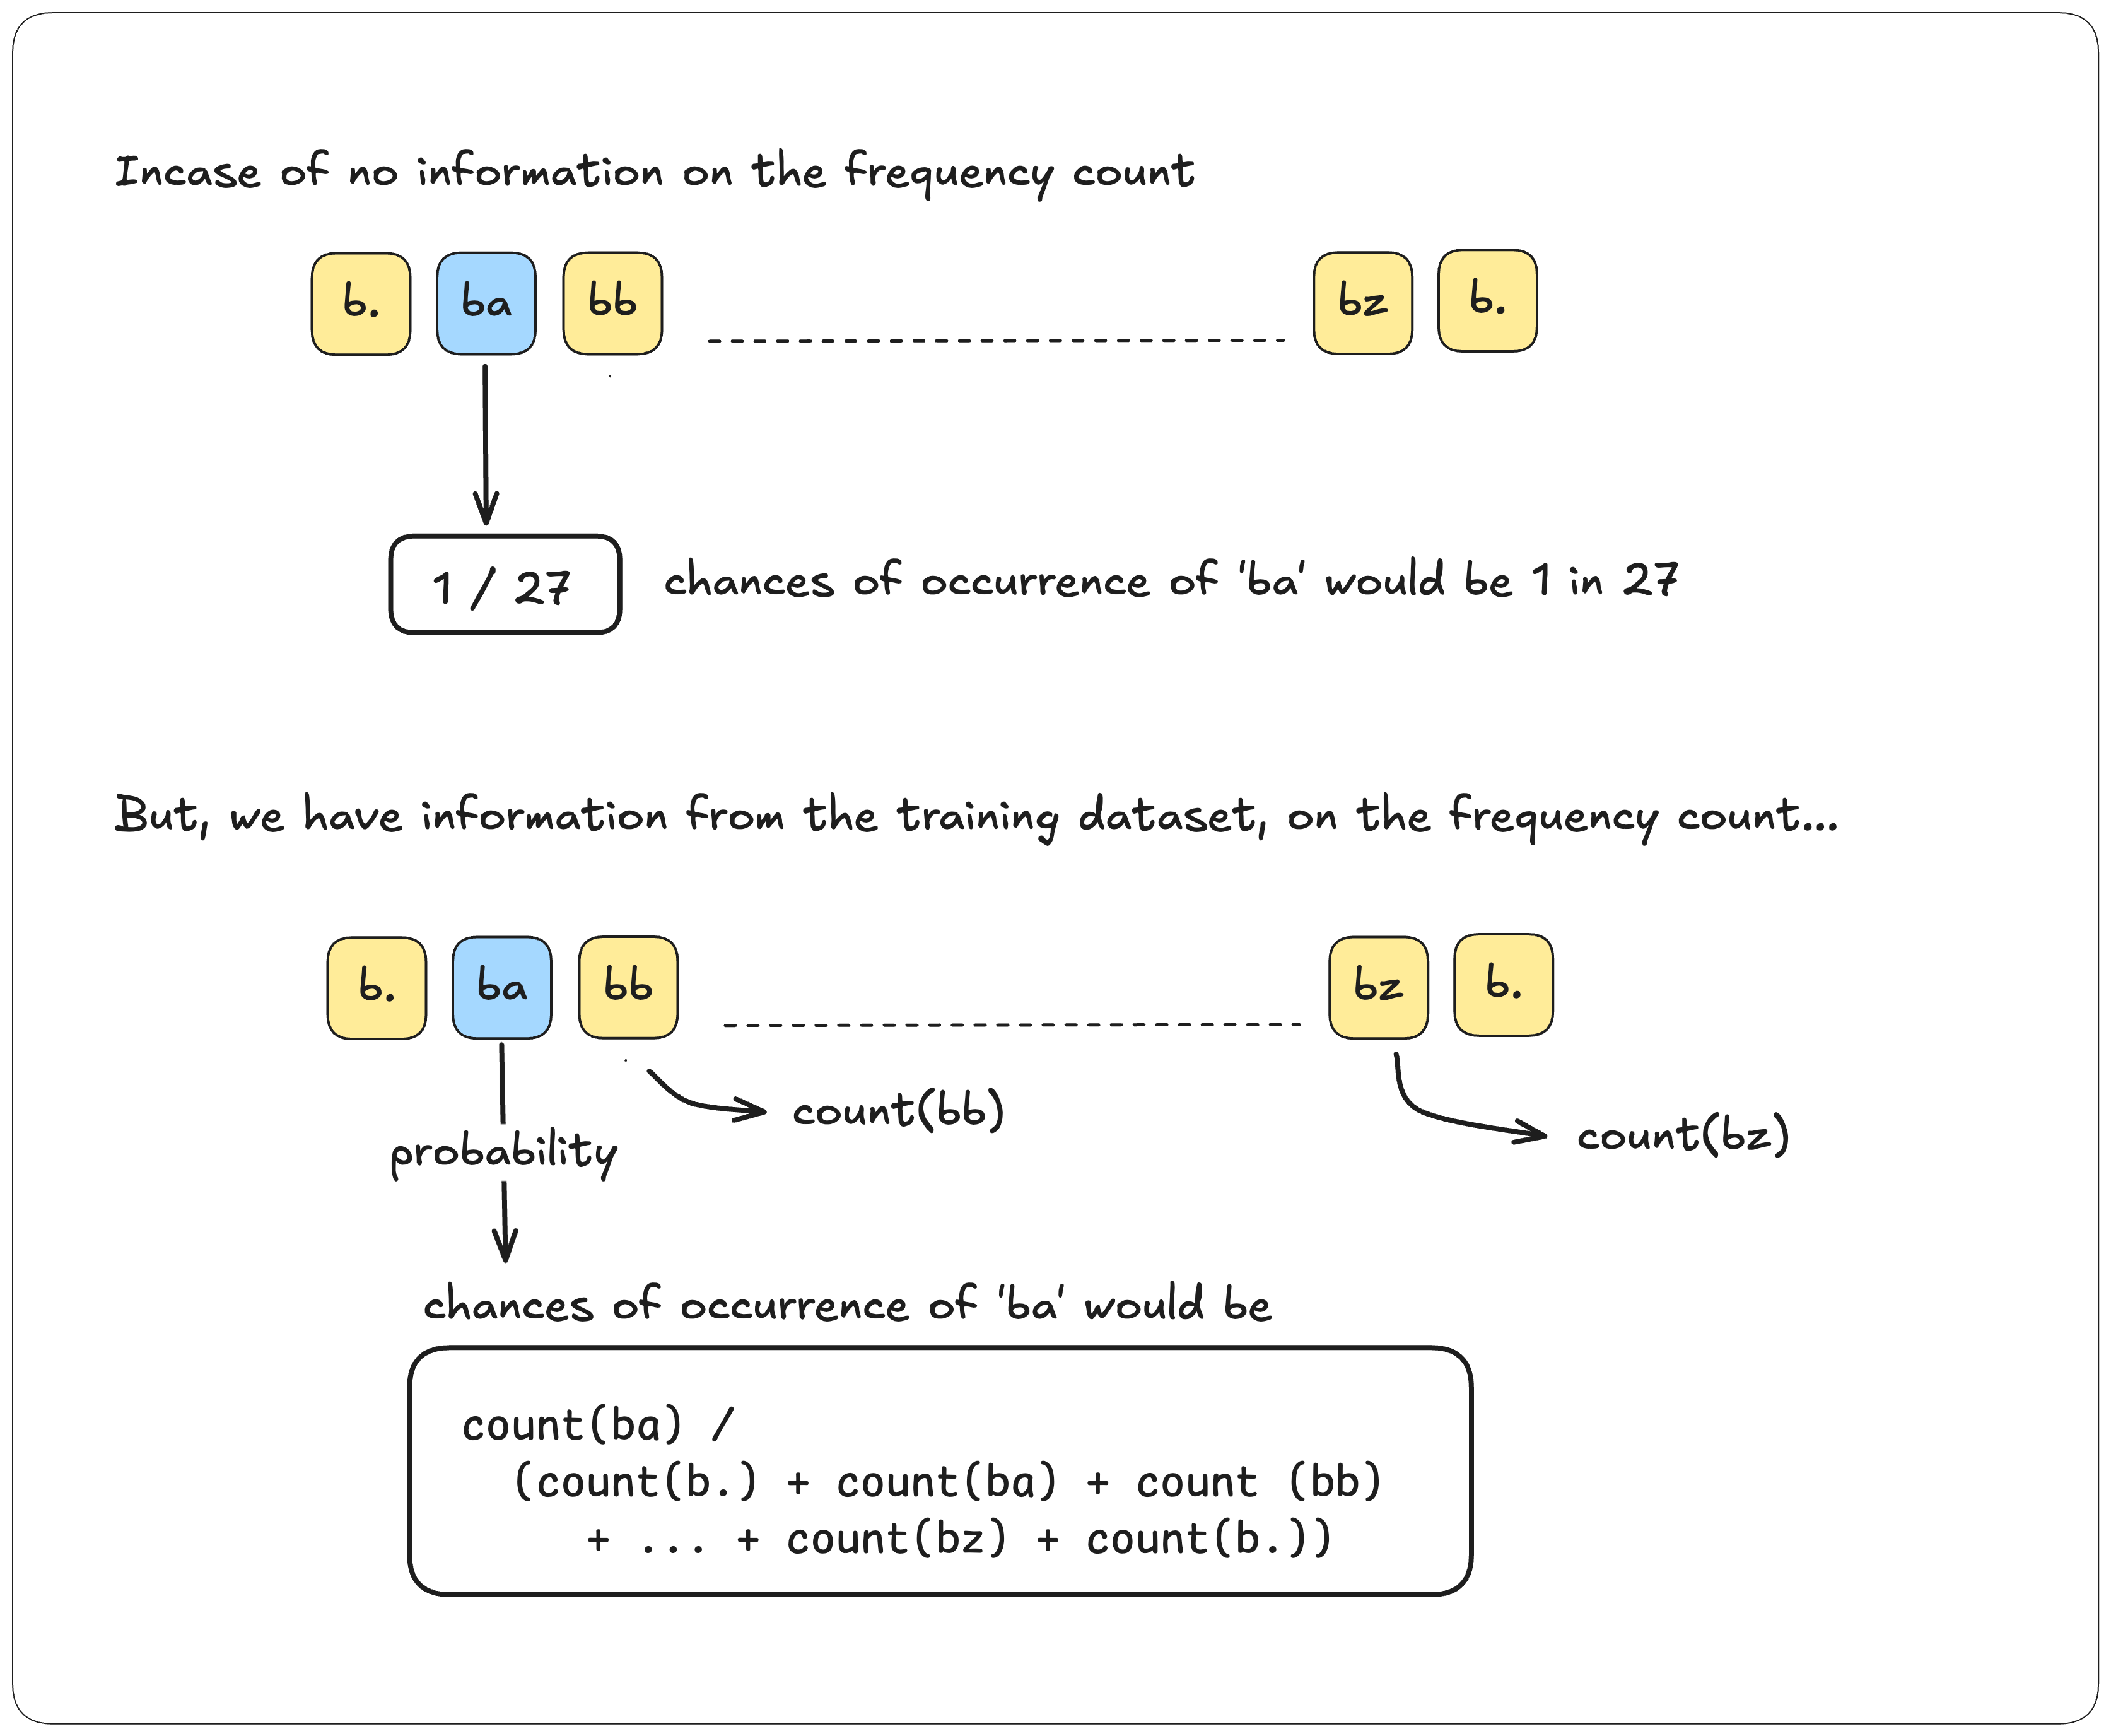 Incase of no information on the frequency count
b. ba bb bz b.
1 / 27 chances of occurrence of 'ba' would be 1 in 27
But, we have information from the training dataset, on the frequency count...
b. ba bb bz b.
count(bb)
count(bz)
probability
chances of occurrence of 'ba' would be
count(ba) /
(count(b.) + count(ba) + count (bb)
+ ... + count(bz) + count(b.))